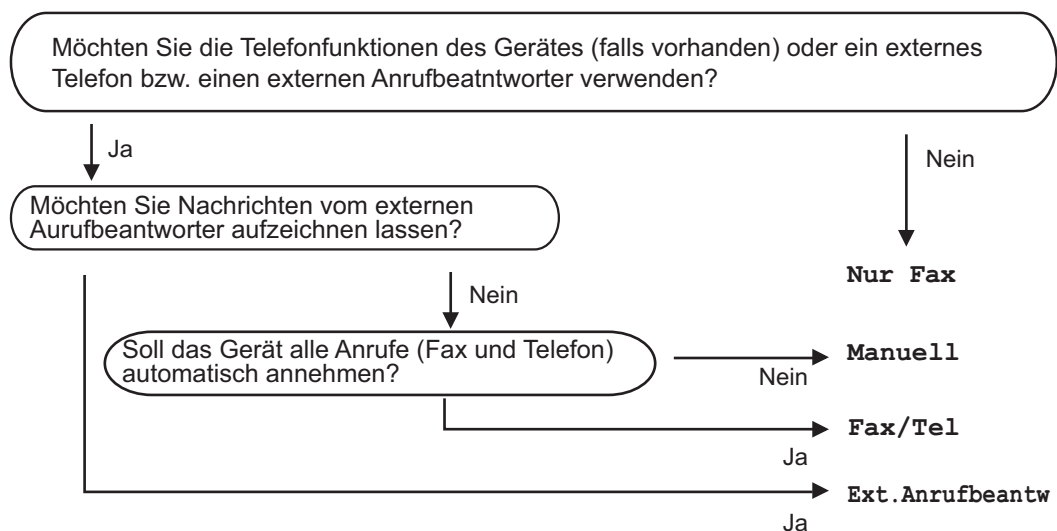 Möchten Sie die Telefonfunktionen des Gerätes (falls vorhanden) oder ein externes
Telefon bzw. einen externen Anrufbeatntworter verwenden?
Ja
Nein
Möchten Sie Nachrichten vom externen
Aurufbeantworter aufzeichnen lassen?
Nur Fax
Nein
Soll das Gerät alle Anrufe (Fax und Telefon)
automatisch annehmen?
Nein
Manuell
Fax/Tel
Ja
Ext.Anrufbeantw
Ja